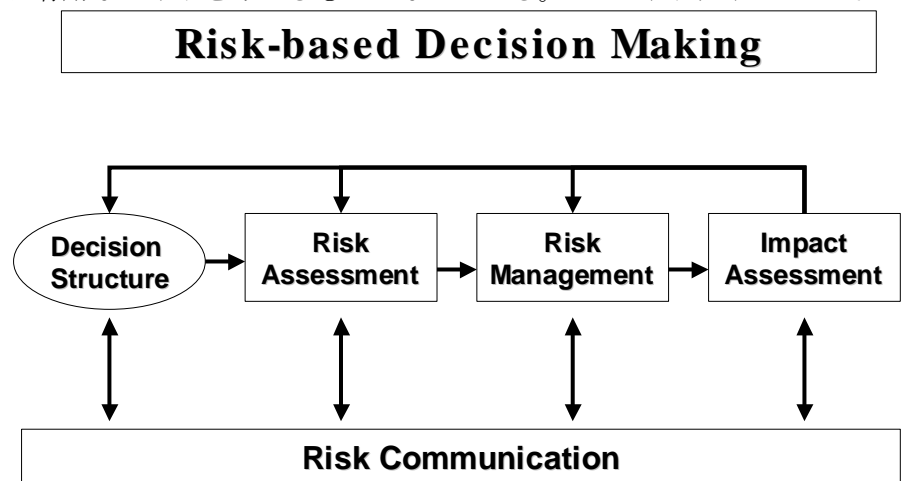 Risk-based Decision Making
Decision
Structure
Risk
Assessment
Risk
Management
Impact
Assessment
Risk Communication